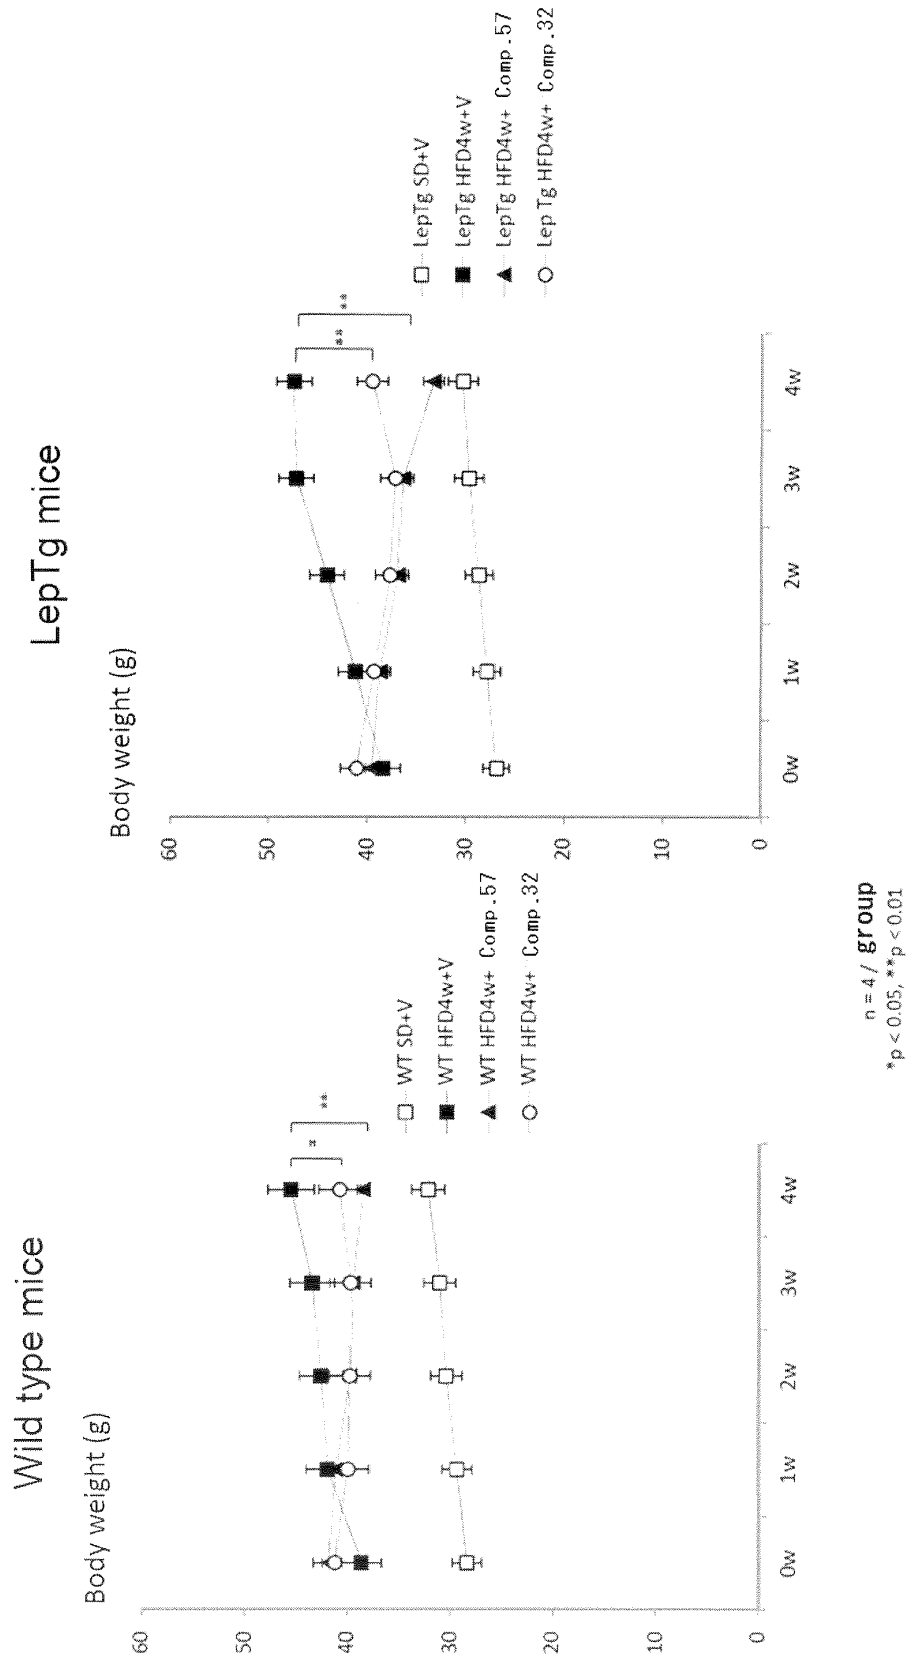 Wild type mice
Body weight (g)
60
50
40
30
20
10
0
0w
1w
2w
3w
4w
*
**
WT SD+V
WT HFD4w+V
WT HFD4w+ Comp.57
WT HFD4w+ Comp.32
LepTg mice
Body weight (g)
60
50
40
30
20
10
0
0w
1w
2w
3w
4w
**
**
LepTg SD+V
LepTg HFD4w+V
LepTg HFD4w+ Comp.57
Lep Tg HFD4w+ Comp.32
n = 4 / group
*p < 0.05, **p < 0.01